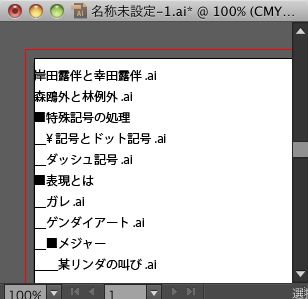 名称未設定-1.ai* @ 100% (CMY...
岸田露伴と幸田露伴 .ai
森鴎外と林例外 .ai
■特殊記号の処理
__¥ 記号とドット記号 .ai
__ダッシュ記号 .ai
■表現とは
__ガレ .ai
__ゲンダイアート .ai
__■メジャー
____某リンダの叫び .ai
100%
1
選